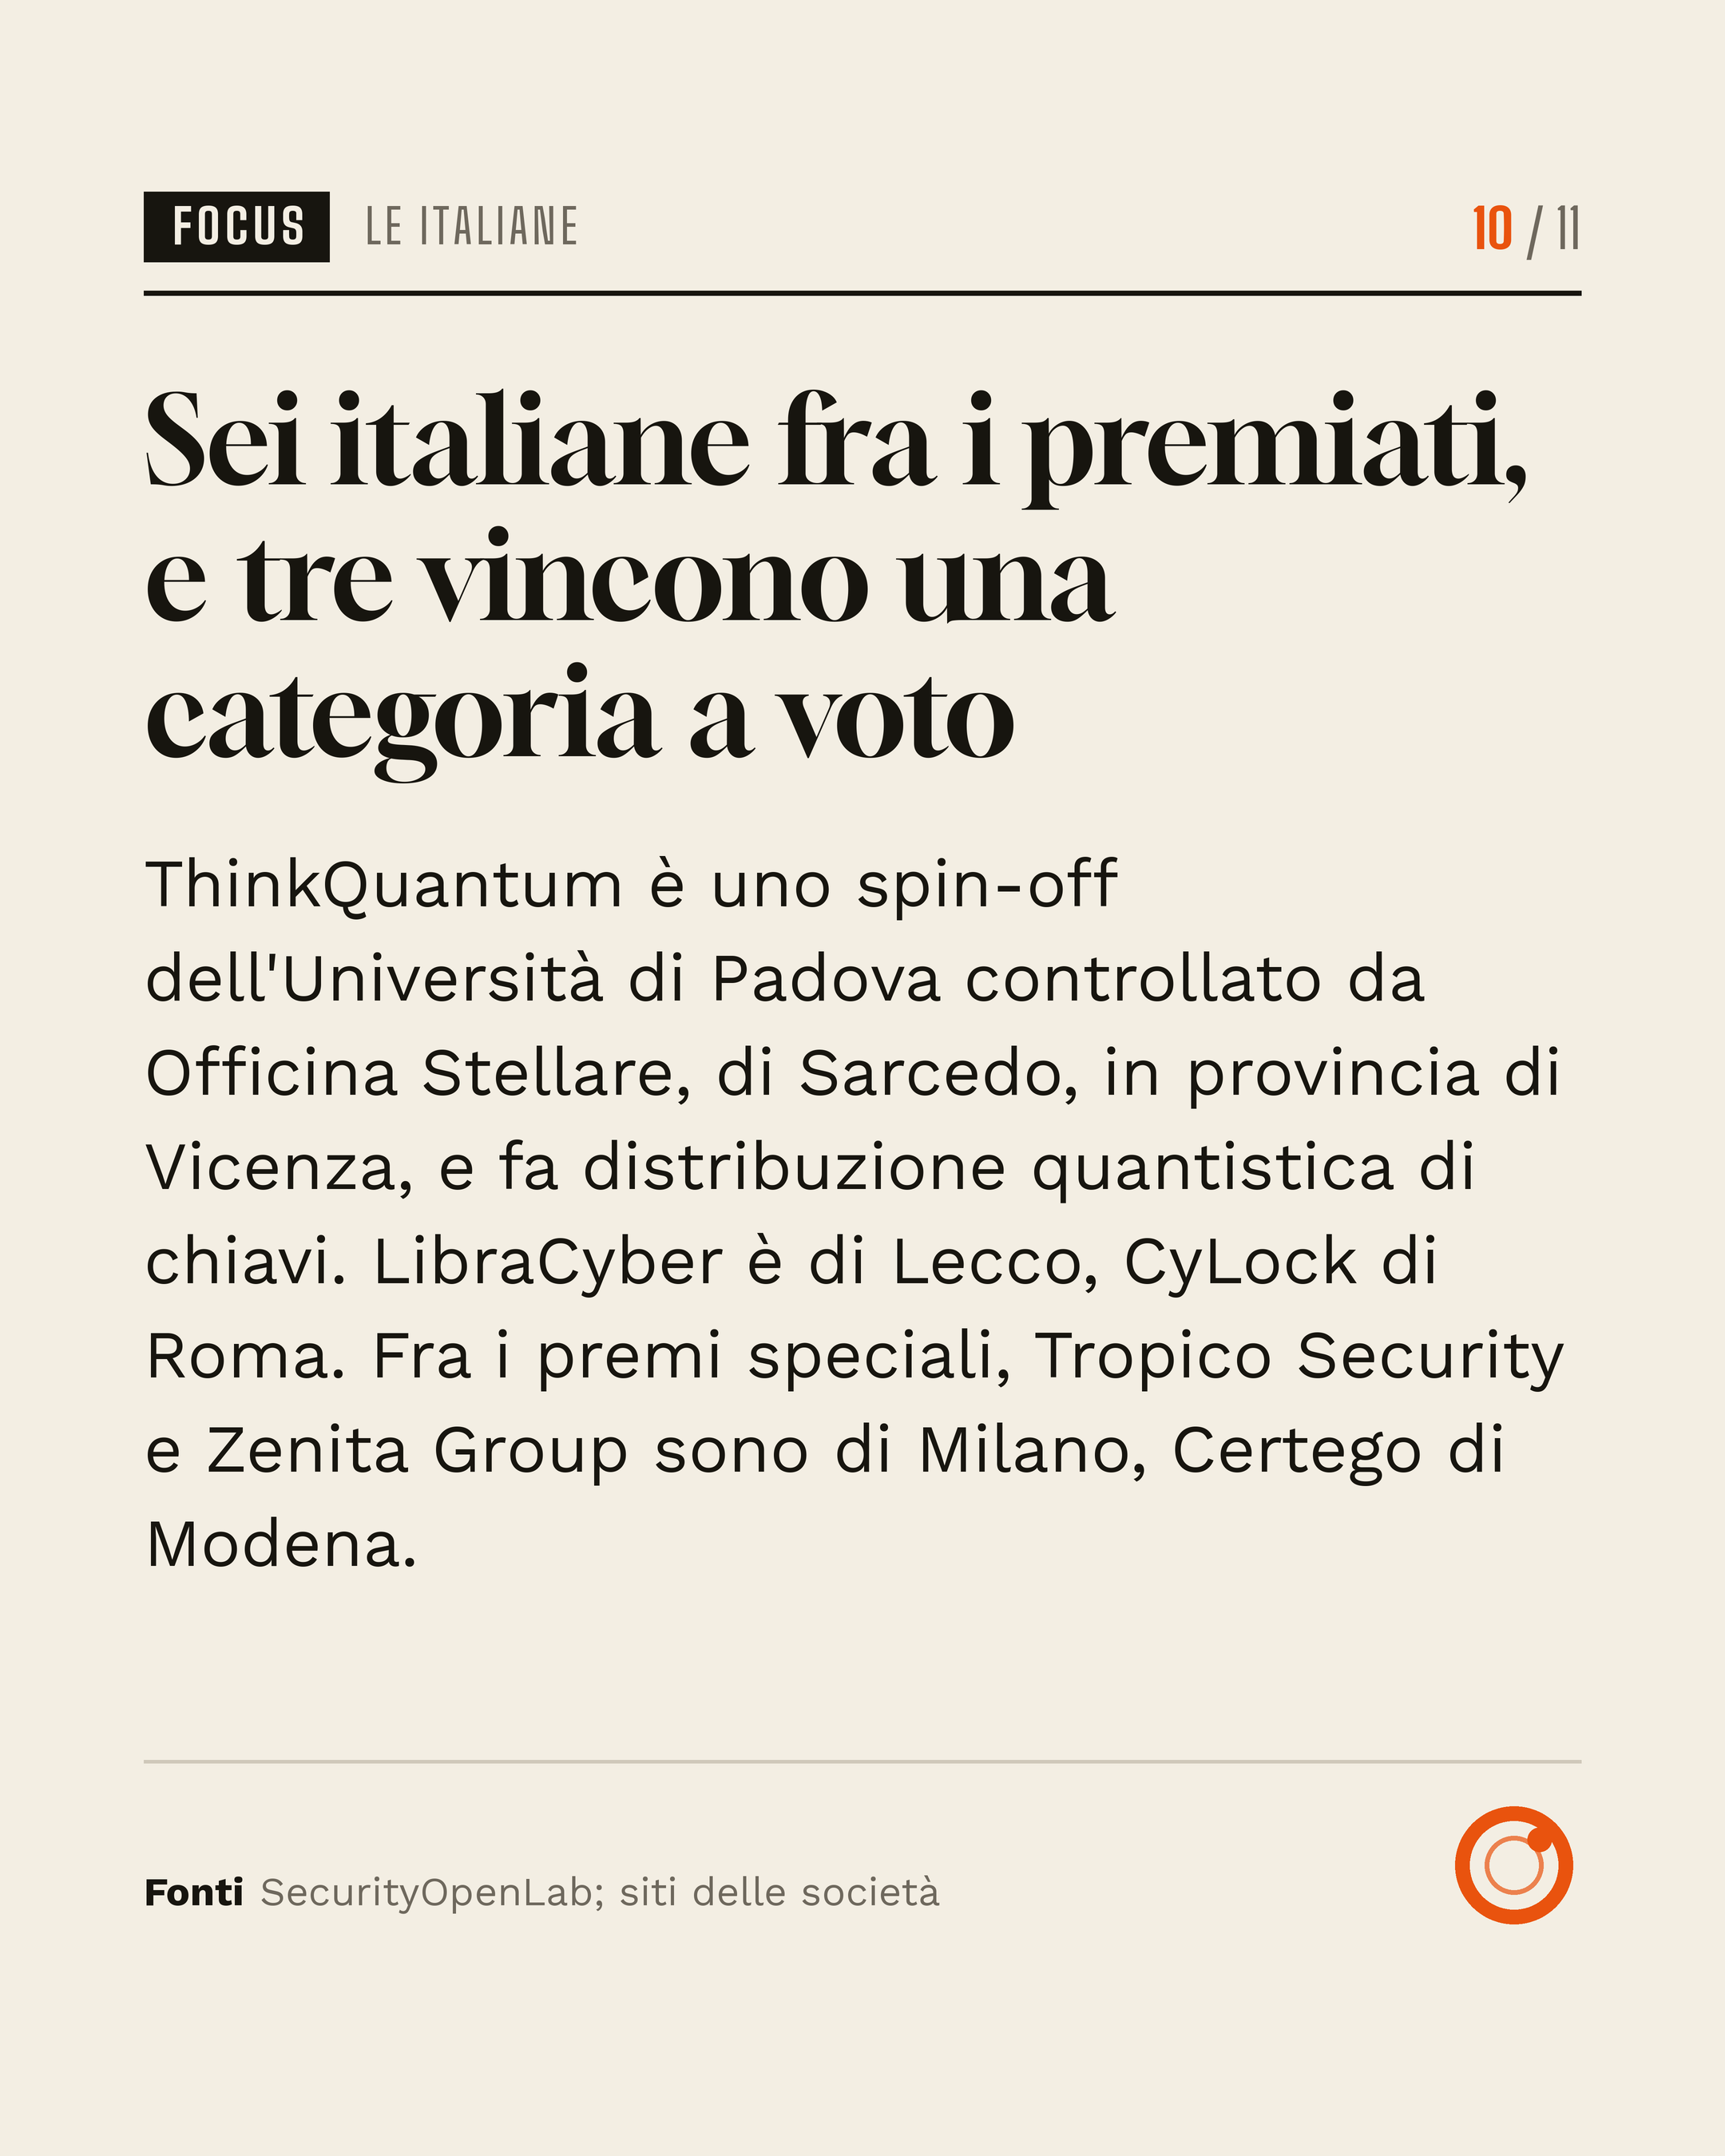 FOCUS LE ITALIANE 10 / 11
Sei italiane fra i premiati,
e tre vincono una
categoria a voto
ThinkQuantum è uno spin-off
dell'Università di Padova controllato da
Officina Stellare, di Sarcedo, in provincia di
Vicenza, e fa distribuzione quantistica di
chiavi. LibraCyber è di Lecco, CyLock di
Roma. Fra i premi speciali, Tropico Security
e Zenita Group sono di Milano, Certego di
Modena.
Fonti SecurityOpenLab; siti delle società